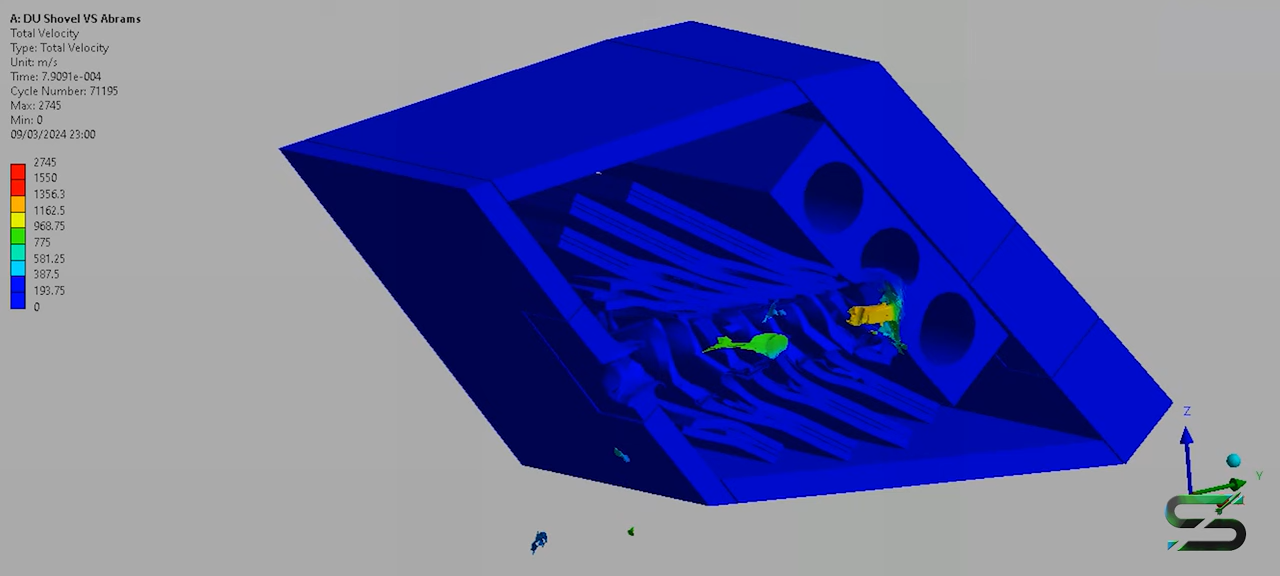 A: DU Shovel VS Abrams
Total Velocity
Type: Total Velocity
Unit: m/s
Time: 7.9091e-004
Cycle Number: 71195
Max: 2745
Min: 0
09/03/2024 23:00
2745
1550
1356.3
1162.5
968.75
775
581.25
387.5
193.75
0
Z
Y